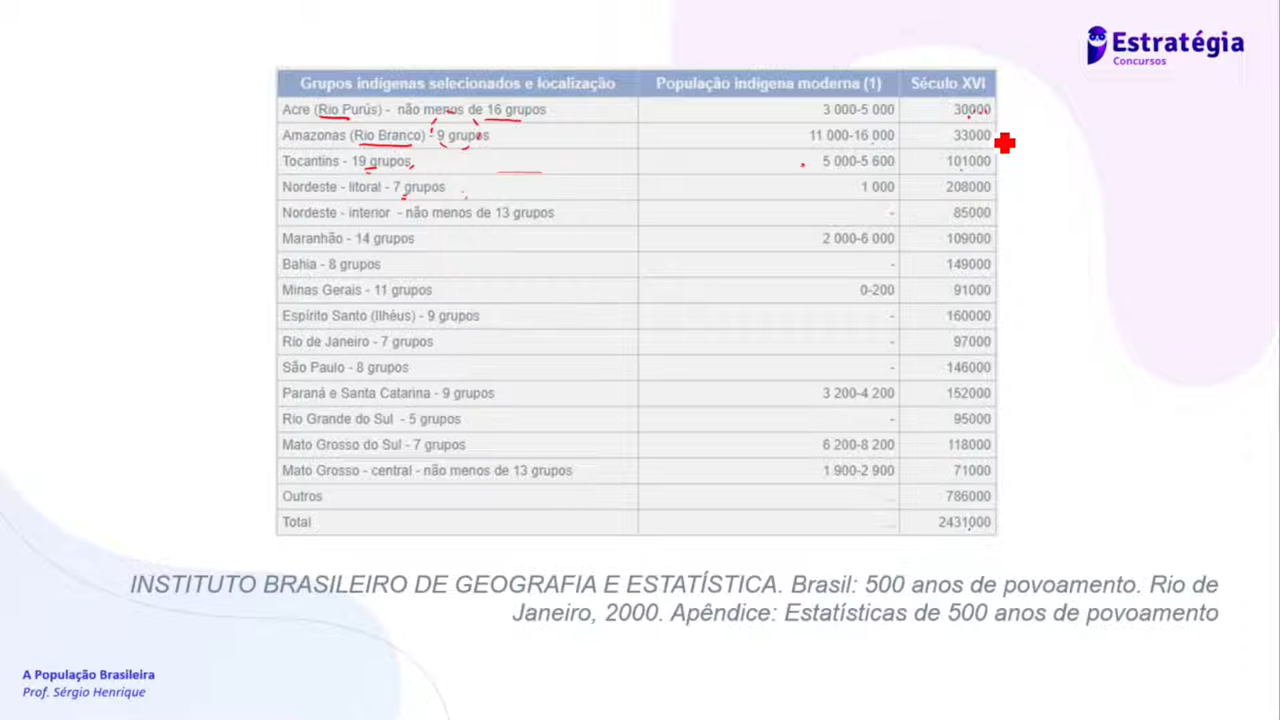 Estratégia
Concursos
Grupos indígenas selecionados e localização População indígena moderna (1) Século XVI
Acre (Rio Purús) - não menos de 16 grupos 3 000-5 000 30000
Amazonas (Rio Branco) - 9 grupos 11 000-16 000 33000
Tocantins - 19 grupos 5 000-5 600 101000
Nordeste - litoral - 7 grupos 1 000 208000
Nordeste - interior - não menos de 13 grupos - 85000
Maranhão - 14 grupos 2 000-6 000 109000
Bahia - 8 grupos - 149000
Minas Gerais - 11 grupos 0-200 91000
Espírito Santo (Ilhéus) - 9 grupos - 160000
Rio de Janeiro - 7 grupos - 97000
São Paulo - 8 grupos - 146000
Paraná e Santa Catarina - 9 grupos 3 200-4 200 152000
Rio Grande do Sul - 5 grupos - 95000
Mato Grosso do Sul - 7 grupos 6 200-8 200 118000
Mato Grosso - central - não menos de 13 grupos 1 900-2 900 71000
Outros 786000
Total 2431000
INSTITUTO BRASILEIRO DE GEOGRAFIA E ESTATÍSTICA. Brasil: 500 anos de povoamento. Rio de
Janeiro, 2000. Apêndice: Estatísticas de 500 anos de povoamento
A População Brasileira
Prof. Sérgio Henrique